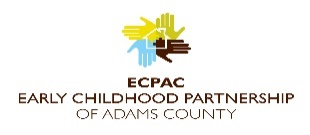 ECPAC
EARLY CHILDHOOD PARTNERSHIP
OF ADAMS COUNTY